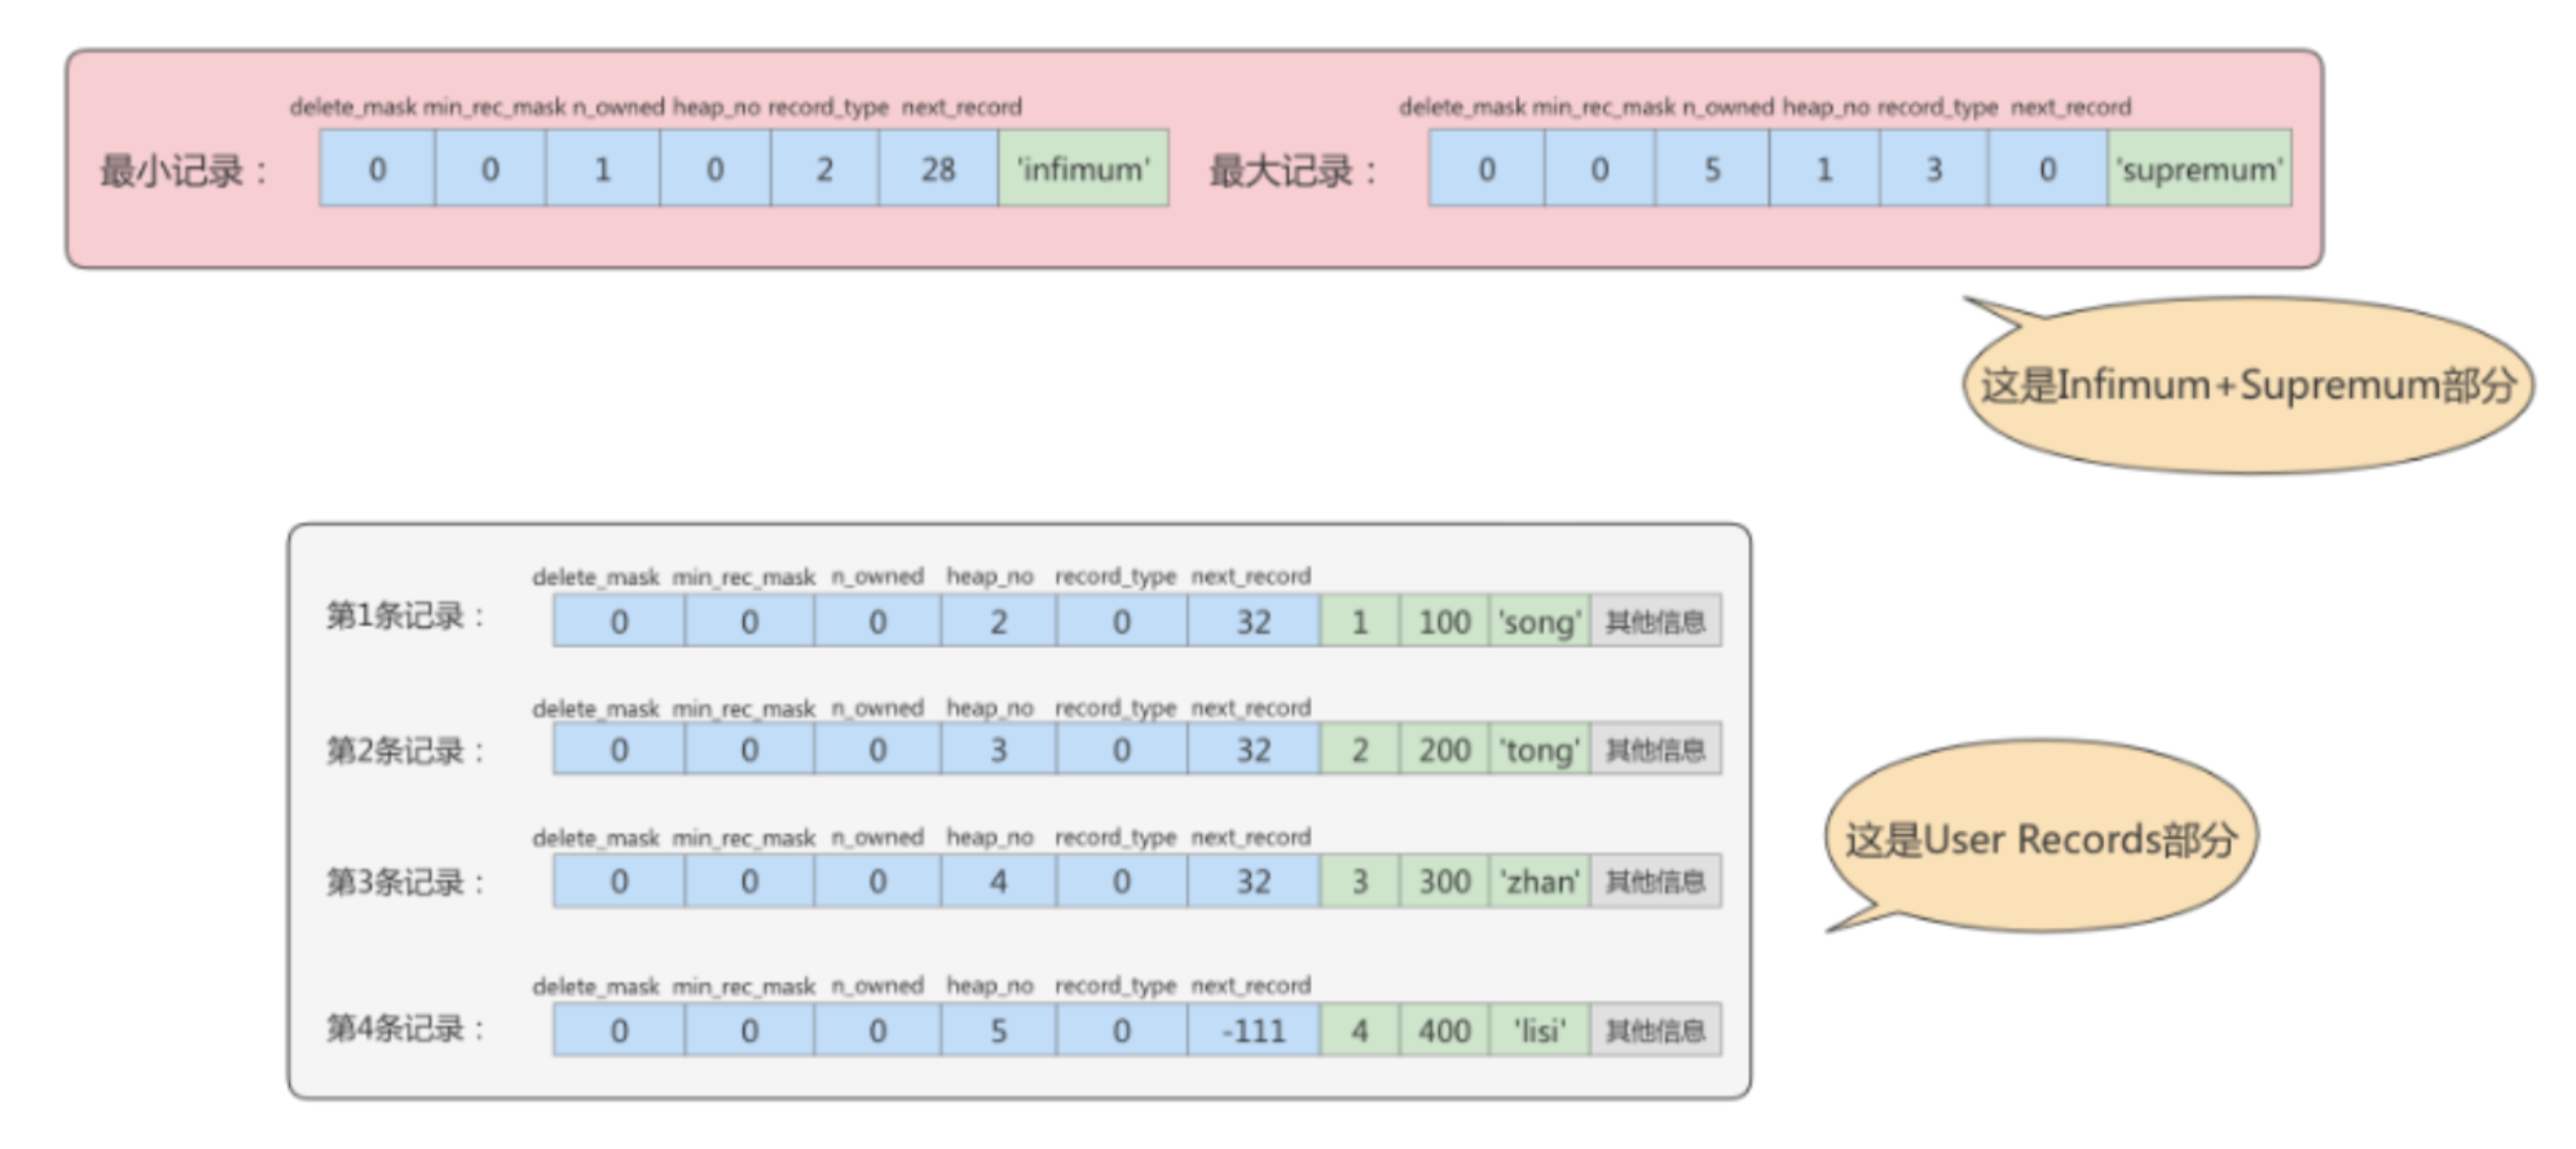 delete_mask min_rec_mask n_owned heap_no record_type next_record
最小记录： 0 0 1 0 2 28 'infimum'
delete_mask min_rec_mask n_owned heap_no record_type next_record
最大记录： 0 0 5 1 3 0 'supremum'
这是Infimum+Supremum部分
delete_mask min_rec_mask n_owned heap_no record_type next_record
第1条记录： 0 0 0 2 0 32 1 100 'song' 其他信息
delete_mask min_rec_mask n_owned heap_no record_type next_record
第2条记录： 0 0 0 3 0 32 2 200 'tong' 其他信息
delete_mask min_rec_mask n_owned heap_no record_type next_record
第3条记录： 0 0 0 4 0 32 3 300 'zhan' 其他信息
delete_mask min_rec_mask n_owned heap_no record_type next_record
第4条记录： 0 0 0 5 0 -111 4 400 'lisi' 其他信息
这是User Records部分